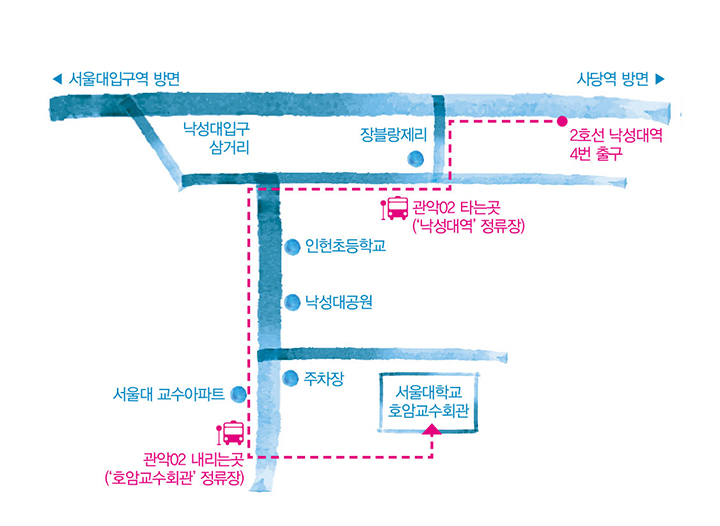 ◀ 서울대입구역 방면
사당역 방면 ▶
낙성대입구
삼거리
장블랑제리
2호선 낙성대역
4번 출구
관악02 타는곳
(‘낙성대역’ 정류장)
인헌초등학교
낙성대공원
주차장
서울대 교수아파트
서울대학교
호암교수회관
관악02 내리는곳
(‘호암교수회관’ 정류장)